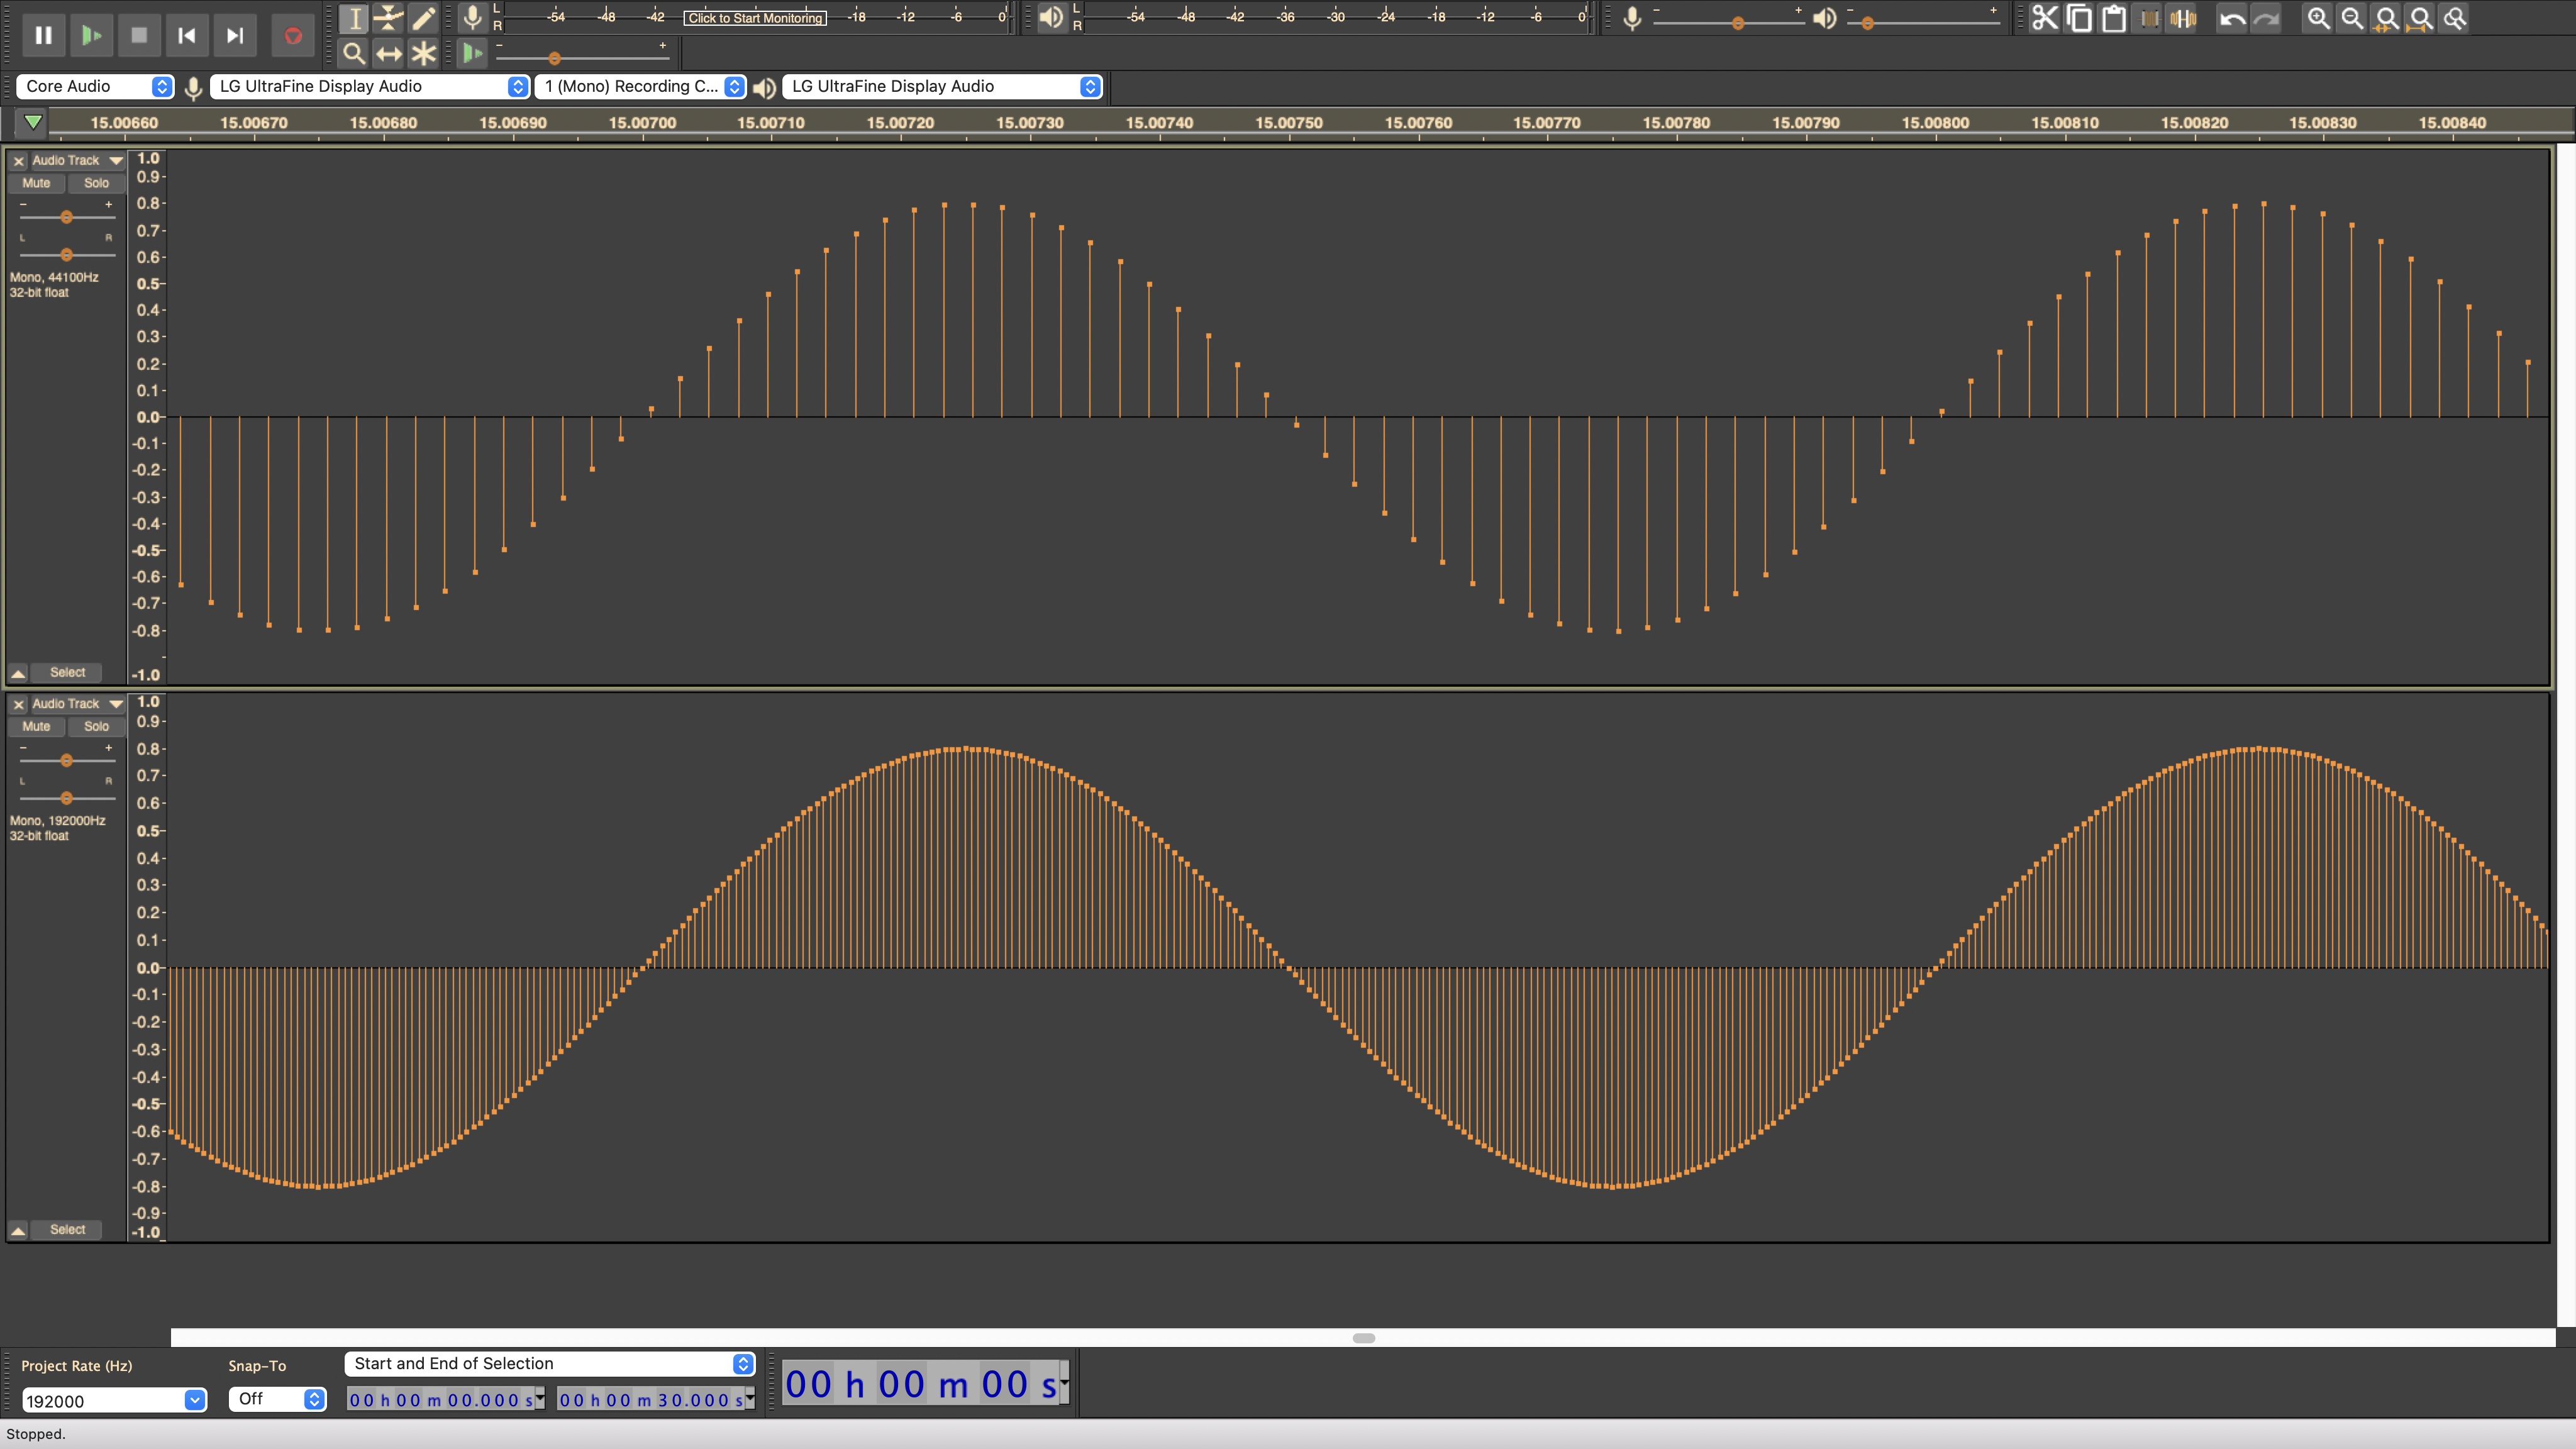 L
R
-54 -48 -42 Click to Start Monitoring -18 -12 -6 0
L
R
-54 -48 -42 -36 -30 -24 -18 -12 -6 0
- +
- +
- +
Core Audio LG UltraFine Display Audio 1 (Mono) Recording C... LG UltraFine Display Audio
15.00660 15.00670 15.00680 15.00690 15.00700 15.00710 15.00720 15.00730 15.00740 15.00750 15.00760 15.00770 15.00780 15.00790 15.00800 15.00810 15.00820 15.00830 15.00840
Audio Track
Mute Solo
- +
L R
Mono, 44100Hz
32-bit float
Select
1.0
0.9
0.8
0.7
0.6
0.5
0.4
0.3
0.2
0.1
0.0
-0.1
-0.2
-0.3
-0.4
-0.5
-0.6
-0.7
-0.8
-1.0
Audio Track
Mute Solo
- +
L R
Mono, 192000Hz
32-bit float
Select
1.0
0.9
0.8
0.7
0.6
0.5
0.4
0.3
0.2
0.1
0.0
-0.1
-0.2
-0.3
-0.4
-0.5
-0.6
-0.7
-0.8
-0.9
-1.0
Project Rate (Hz) Snap-To Start and End of Selection
192000 Off 00 h 00 m 00.000 s 00 h 00 m 30.000 s
00 h 00 m 00 s
Stopped.